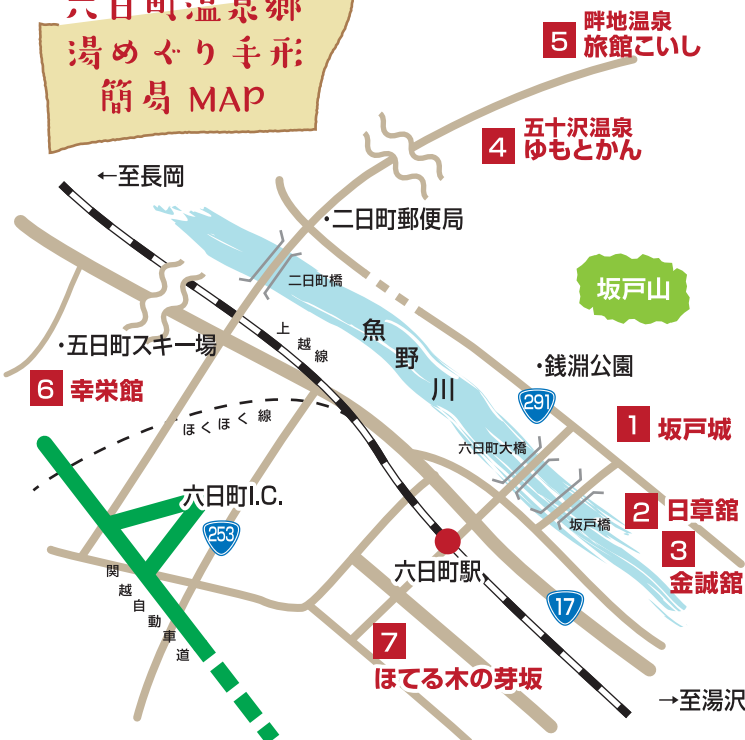 六日町温泉郷
湯めぐり手形
簡易MAP
5
畔地温泉
旅館こいし
4
五十沢温泉
ゆもとかん
←至長岡
・二日町郵便局
二日町橋
坂戸山
魚野川
上越線
・五日町スキー場
・銭淵公園
6 幸栄館
291
ほくほく線
1 坂戸城
六日町大橋
六日町I.C.
2 日章舘
253
坂戸橋
3
金誠舘
関越自動車道
六日町駅
17
7
ほてる木の芽坂
→至湯沢